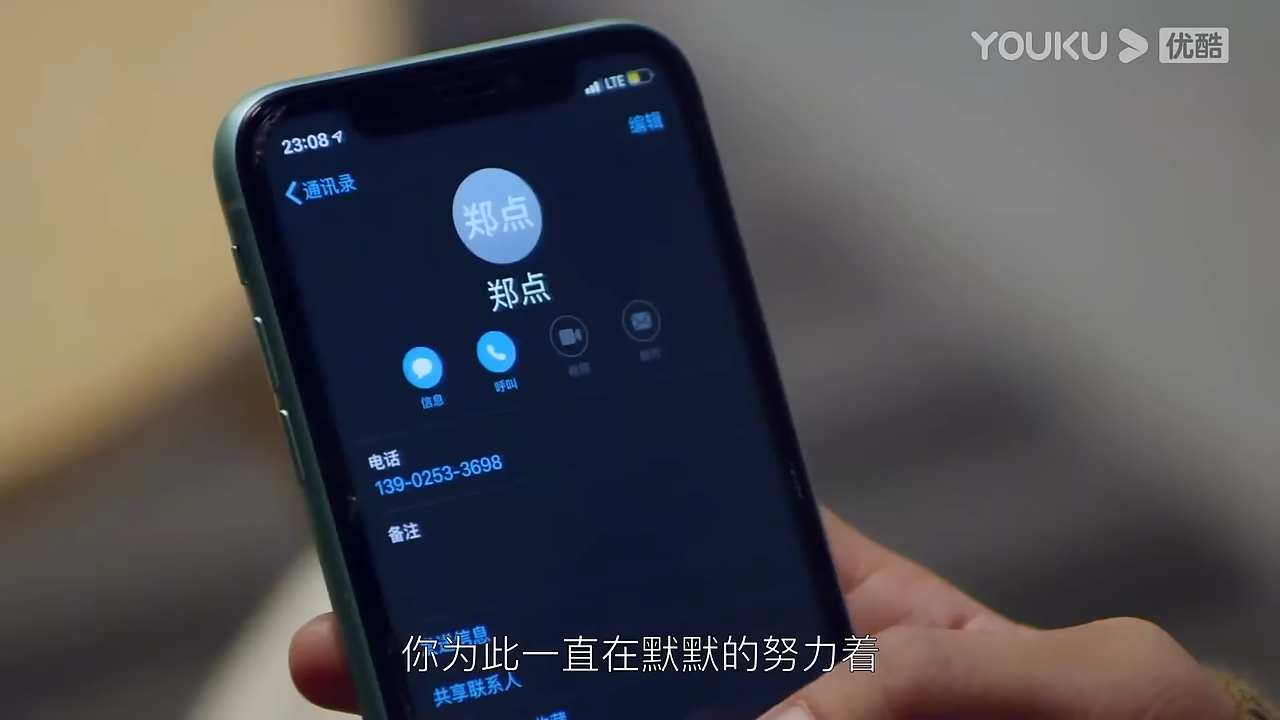 YOUKU 优酷
23:08
LTE
编辑
通讯录
郑点
郑点
信息
呼叫
电话
139-0253-3698
备注
你为此一直在默默的努力着
共享联系人